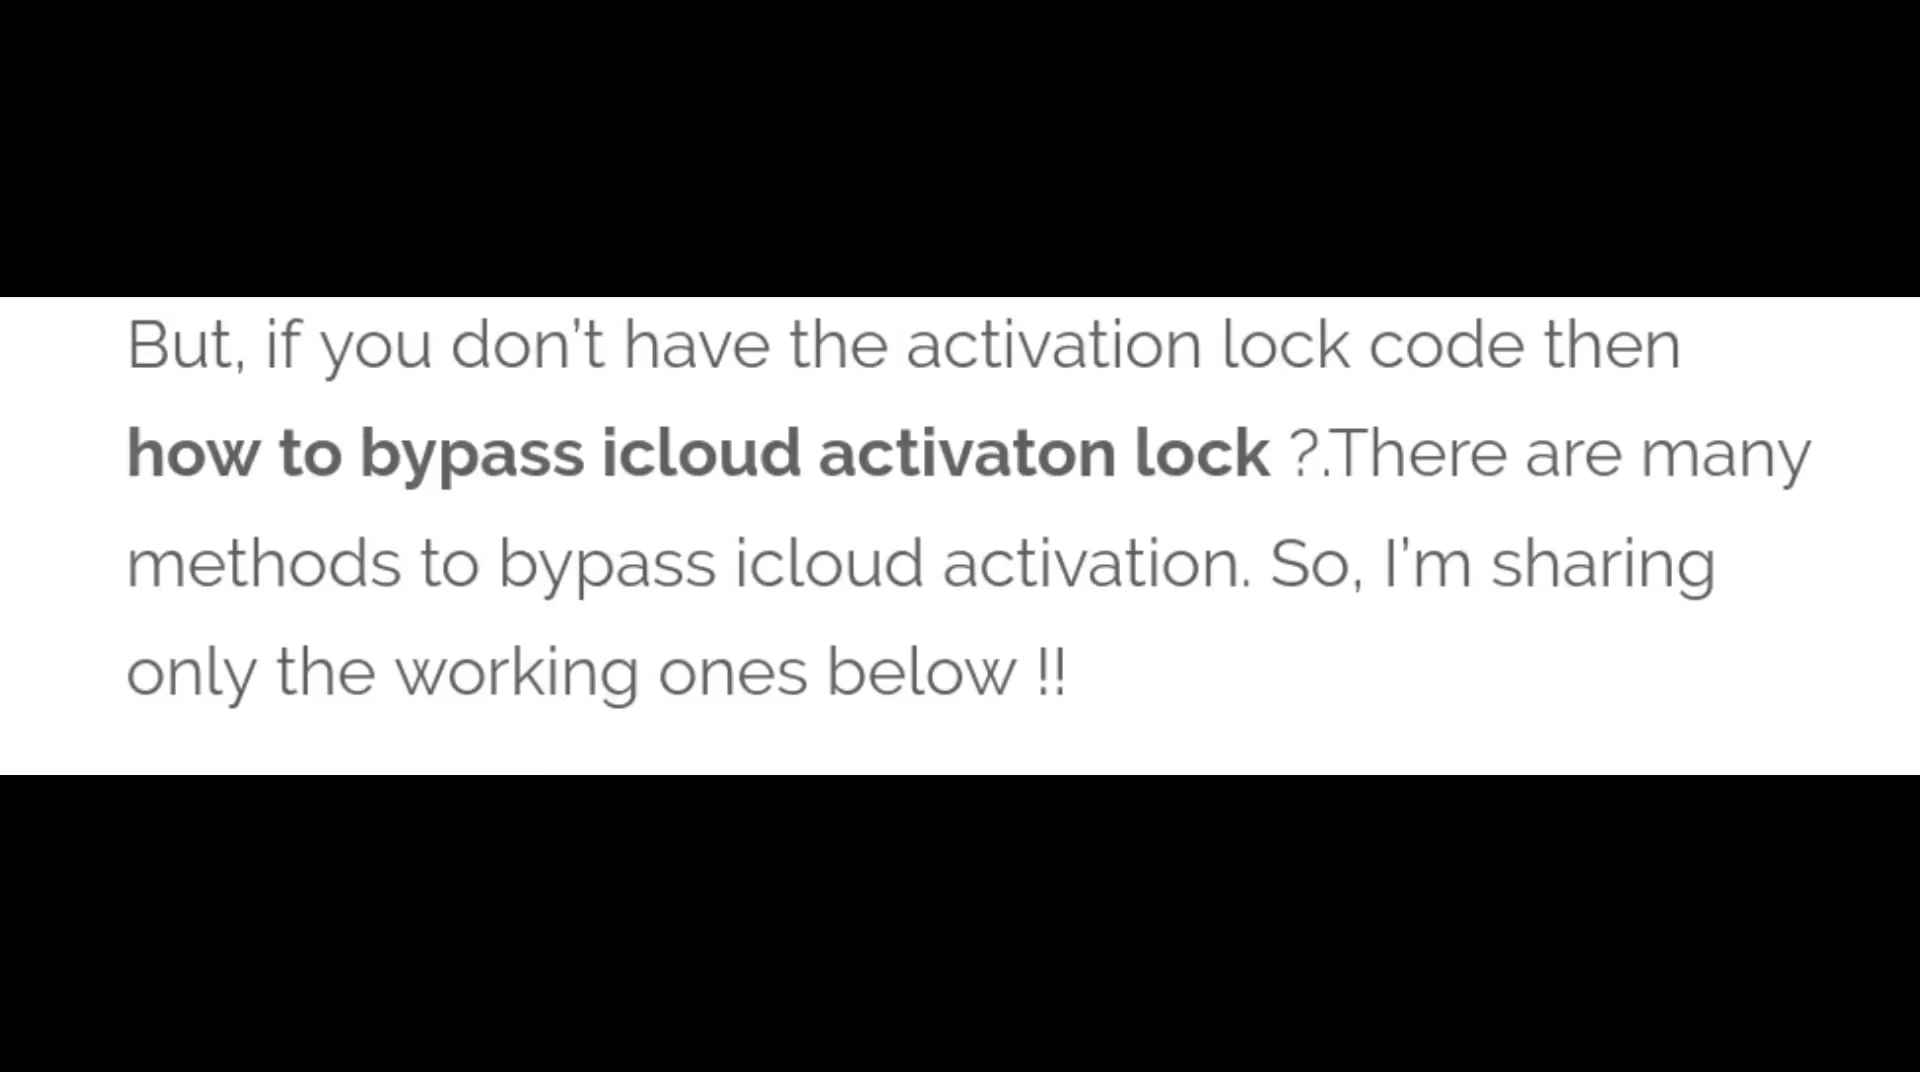 But, if you don’t have the activation lock code then
how to bypass icloud activaton lock ?.There are many
methods to bypass icloud activation. So, I’m sharing
only the working ones below !!